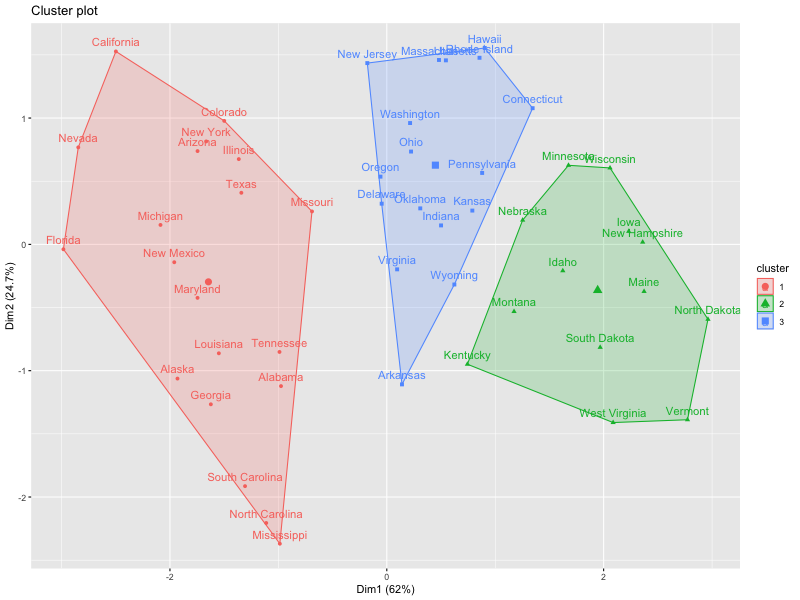 Cluster plot
California
Hawaii
Massachusetts
Rhode Island
New Jersey
Connecticut
Colorado
Washington
New York
Nevada
Arizona
Ohio
Illinois
Minnesota
Wisconsin
Pennsylvania
Oregon
Texas
Delaware
Oklahoma
Kansas
Missouri
Nebraska
Michigan
Indiana
Iowa
New Hampshire
Florida
New Mexico
Virginia
Idaho
Wyoming
Maryland
Maine
Montana
North Dakota
South Dakota
Louisiana
Tennessee
Kentucky
Alaska
Alabama
Arkansas
Georgia
West Virginia
Vermont
South Carolina
North Carolina
Mississippi
1
0
-1
-2
-2
0
2
Dim1 (62%)
Dim2 (24.7%)
cluster
1
2
3